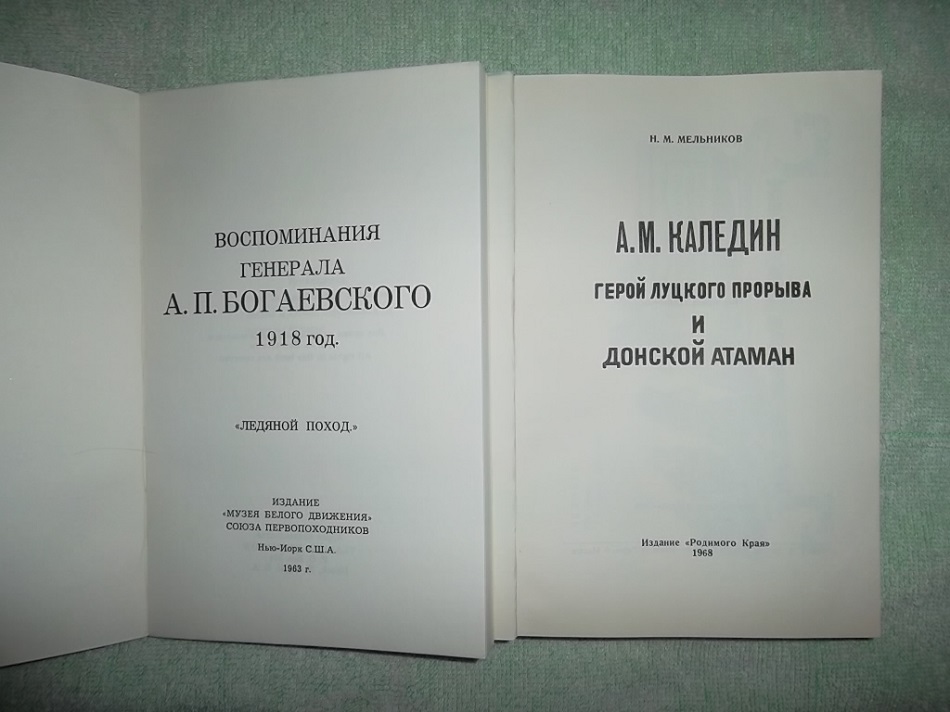 ВОСПОМИНАНИЯ
ГЕНЕРАЛА
А. П. БОГАЕВСКОГО
1918 год.
«ЛЕДЯНОЙ ПОХОД.»
ИЗДАНИЕ
«МУЗЕЯ БЕЛОГО ДВИЖЕНИЯ»
СОЮЗА ПЕРВОПОХОДНИКОВ
Нью-Иорк С Ш А.
1963 г.
Н. М. МЕЛЬНИКОВ
А. М. КАЛЕДИН
ГЕРОЙ ЛУЦКОГО ПРОРЫВА
И
ДОНСКОЙ АТАМАН
Издание «Родимого Края»
1968